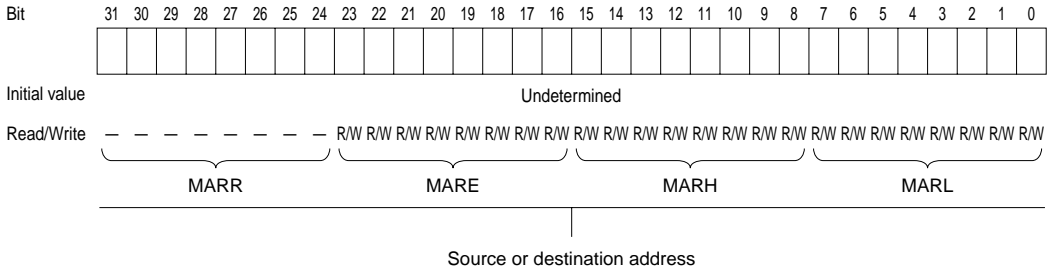 Bit 31 30 29 28 27 26 25 24 23 22 21 20 19 18 17 16 15 14 13 12 11 10 9 8 7 6 5 4 3 2 1 0
Initial value Undetermined
Read/Write — — — — — — — — R/W R/W R/W R/W R/W R/W R/W R/W R/W R/W R/W R/W R/W R/W R/W R/W R/W R/W R/W R/W R/W R/W R/W R/W
MARR MARE MARH MARL
Source or destination address